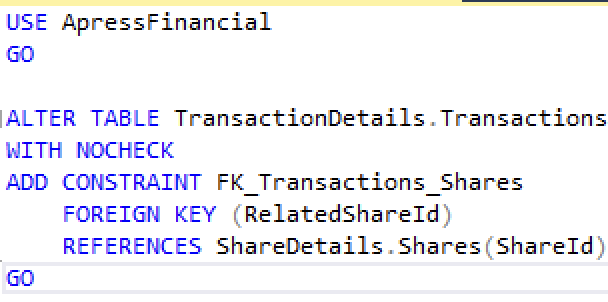 USE ApressFinancial
GO
ALTER TABLE TransactionDetails.Transactions
WITH NOCHECK
ADD CONSTRAINT FK_Transactions_Shares
FOREIGN KEY (RelatedShareId)
REFERENCES ShareDetails.Shares(ShareId)
GO